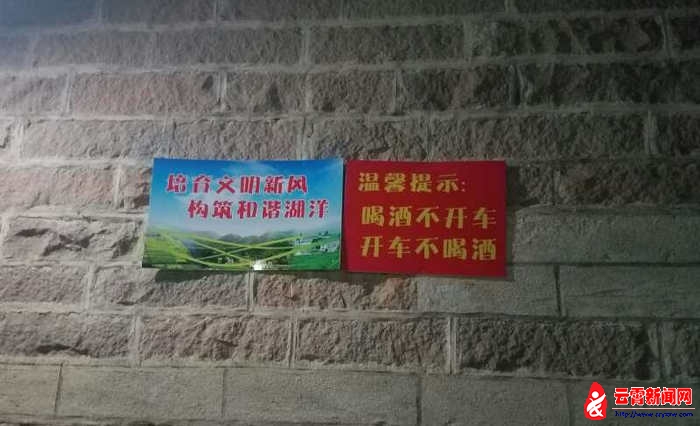 培育文明新风
构筑和谐湖洋
温馨提示:
喝酒不开车
开车不喝酒
云霄新闻网